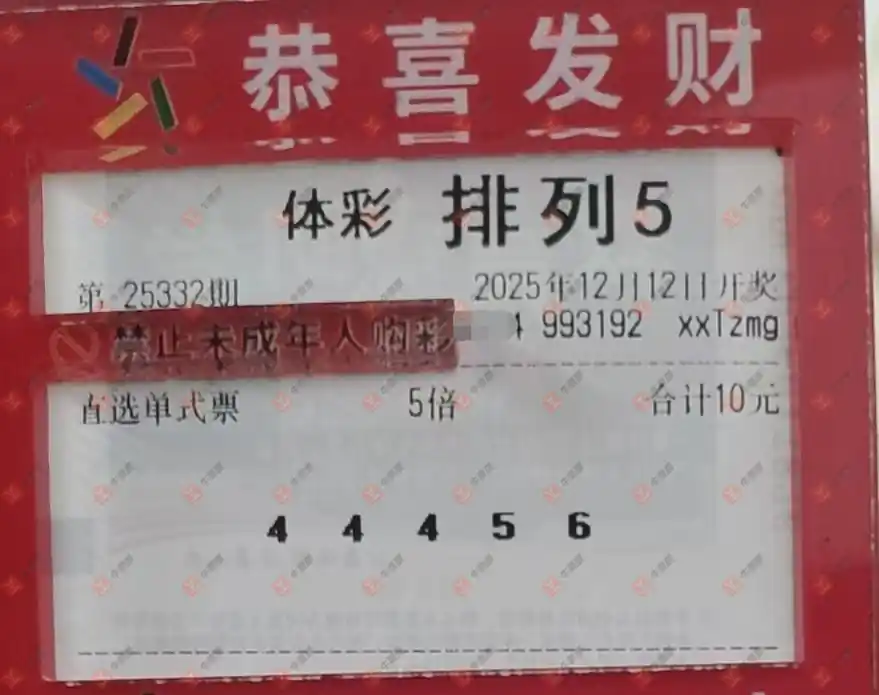 恭喜发财
体彩 排列5
第 25332期 2025年12月12日开奖
禁止未成年人购彩 993192 xxTzmg
直选单式票 5倍 合计10元
4 4 4 5 6